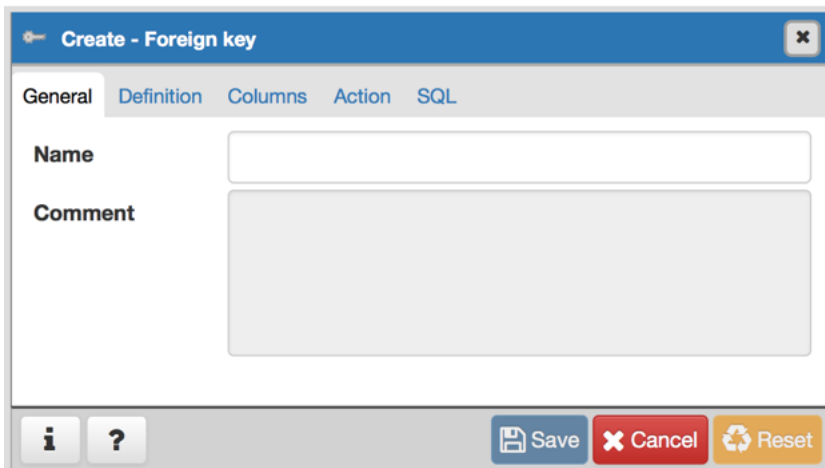 Create - Foreign key
General Definition Columns Action SQL
Name
Comment
i ? Save Cancel Reset